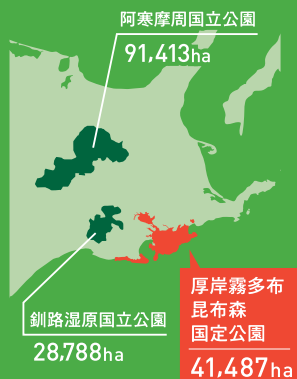 阿寒摩周国立公園
91,413ha
釧路湿原国立公園
28,788ha
厚岸霧多布
昆布森
国定公園
41,487ha